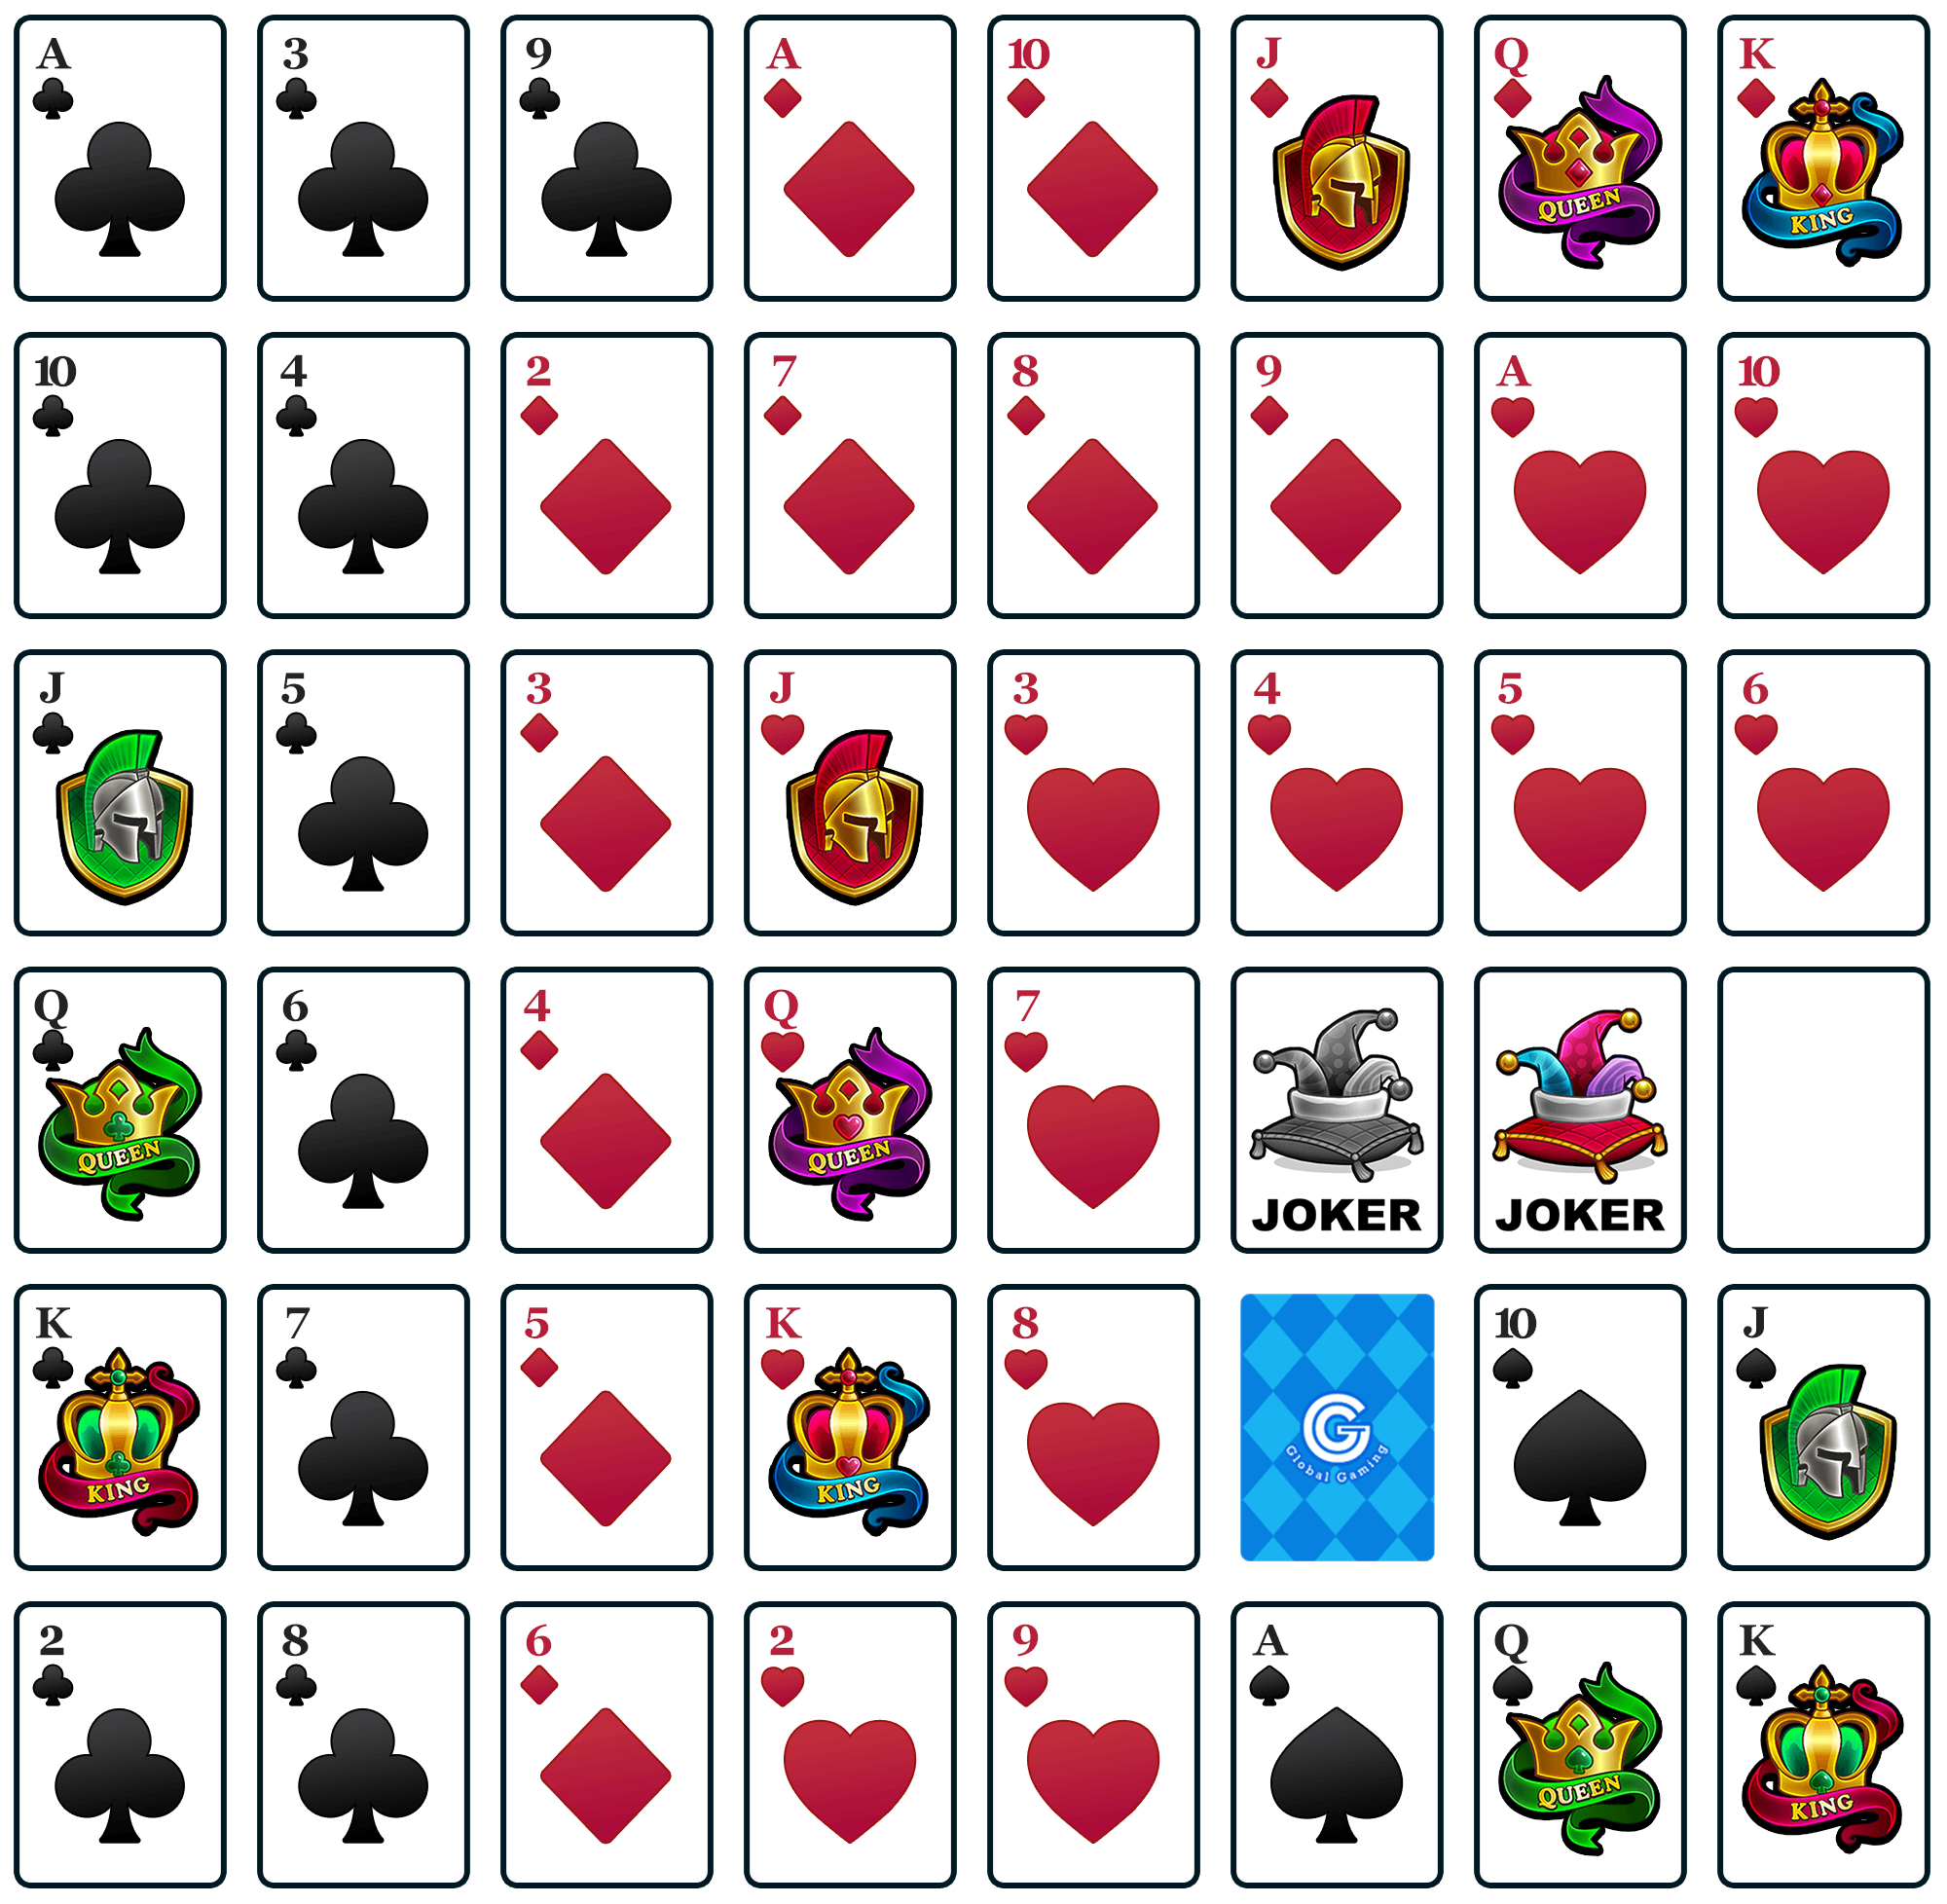 A 3 9 A 10 J Q K
QUEEN KING
10 4 2 7 8 9 A 10
J 5 3 J 3 4 5 6
Q 6 4 Q 7
QUEEN QUEEN
JOKER JOKER
K 7 5 K 8 10 J
KING KING G Global Gaming
2 8 6 2 9 A Q K
QUEEN KING